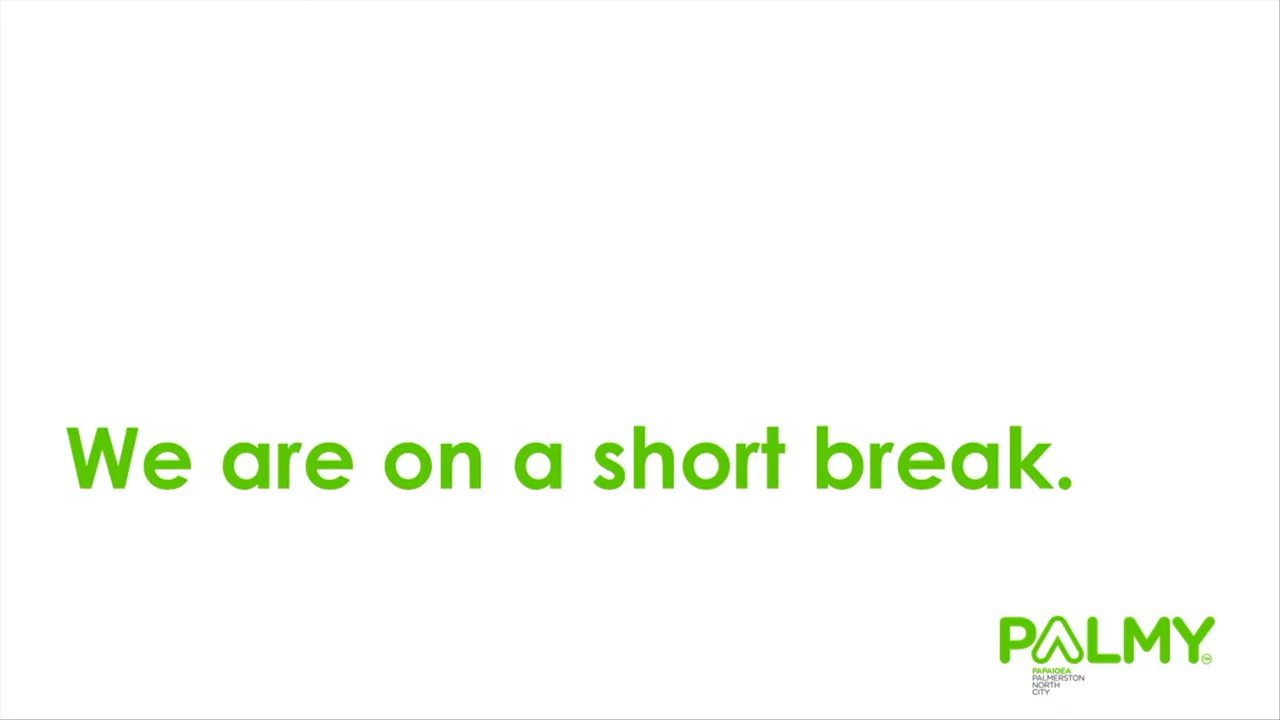 We are on a short break.
PALMY
PAPAIOEA
PALMERSTON
NORTH
CITY